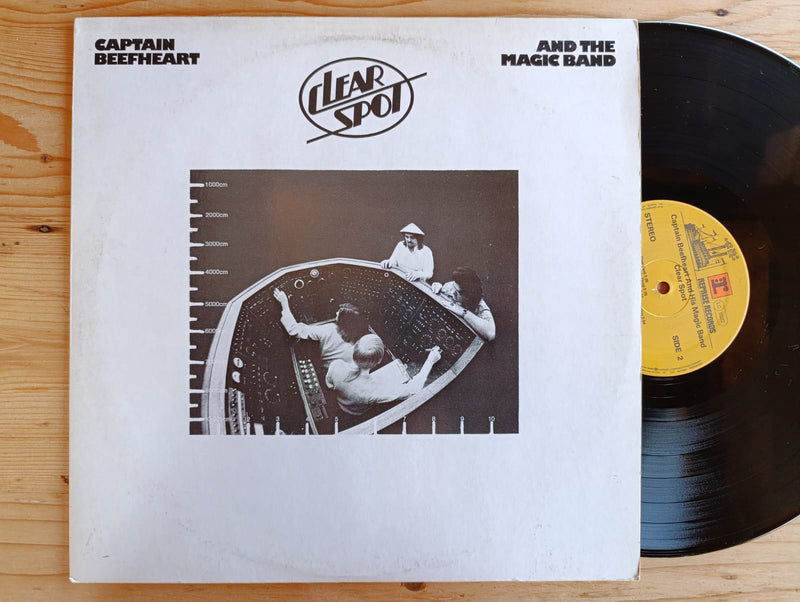 CAPTAIN
BEEFHEART
AND THE
MAGIC BAND
CLEAR
SPOT
1000cm
2000cm
3000cm
4000cm
5000cm
STEREO
Captain Beefheart And His Magic Band
Clear Spot
SIDE 2
r
REPRISE RECORDS